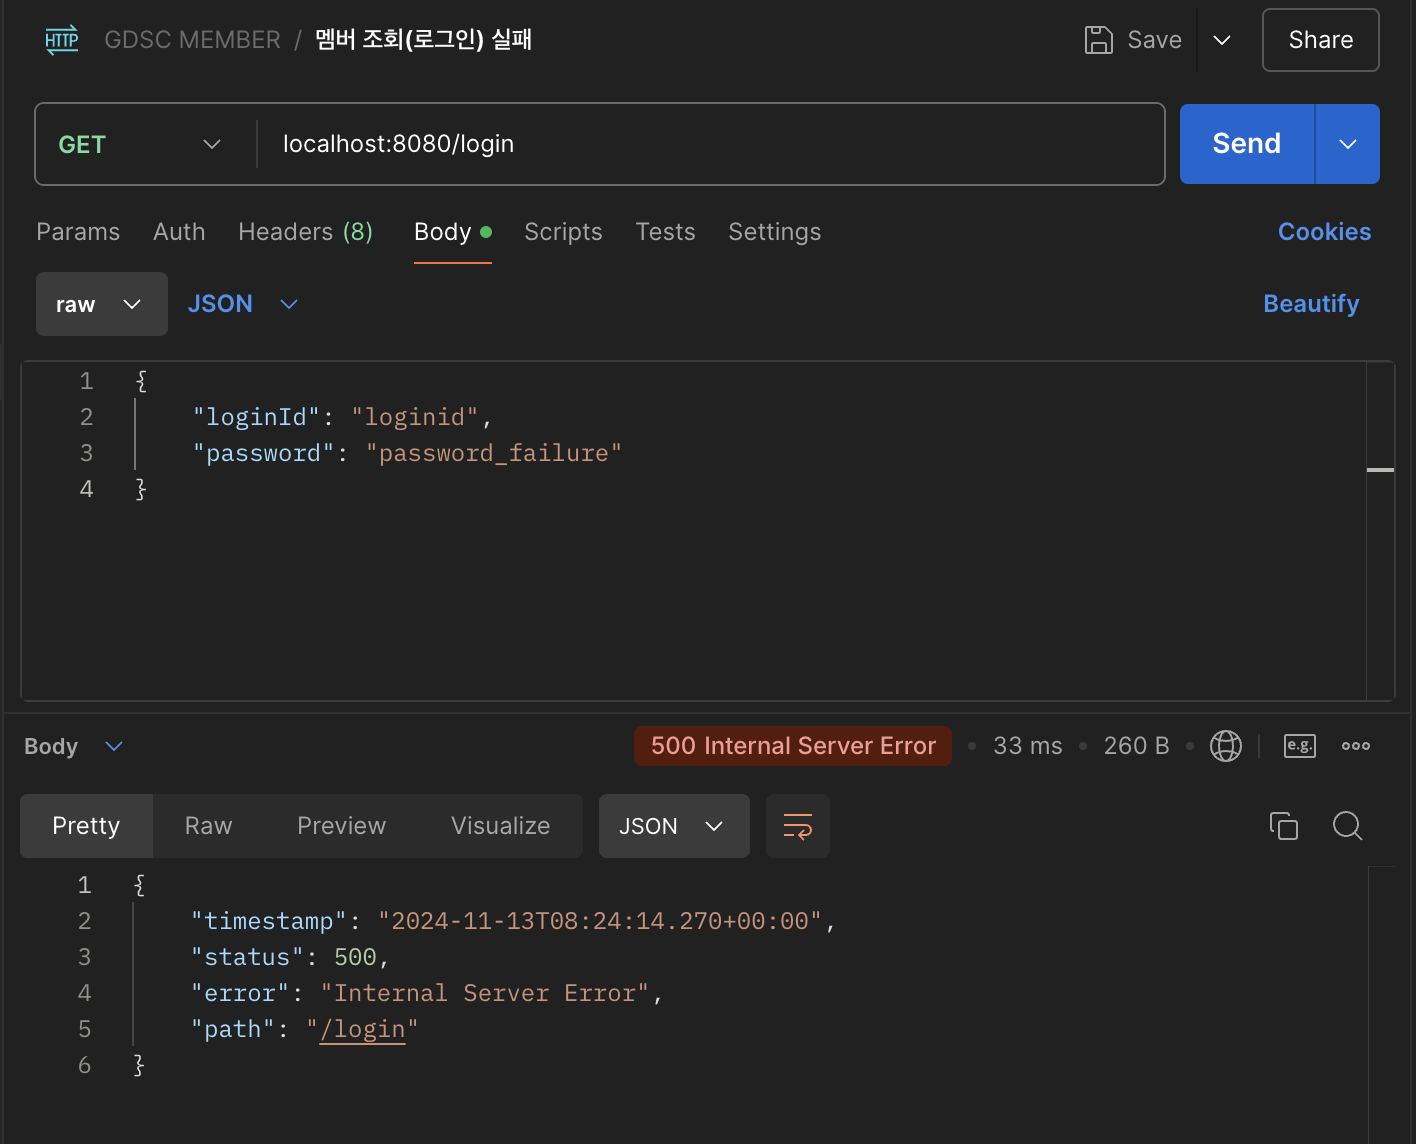 HTTP GDSC MEMBER / 멤버 조회(로그인) 실패 Save Share
GET localhost:8080/login Send
Params Auth Headers (8) Body Scripts Tests Settings Cookies
raw JSON Beautify
1 {
2 "loginId": "loginid",
3 "password": "password_failure"
4 }
Body 500 Internal Server Error 33 ms 260 B e.g.
Pretty Raw Preview Visualize JSON
1 {
2 "timestamp": "2024-11-13T08:24:14.270+00:00",
3 "status": 500,
4 "error": "Internal Server Error",
5 "path": "/login"
6 }